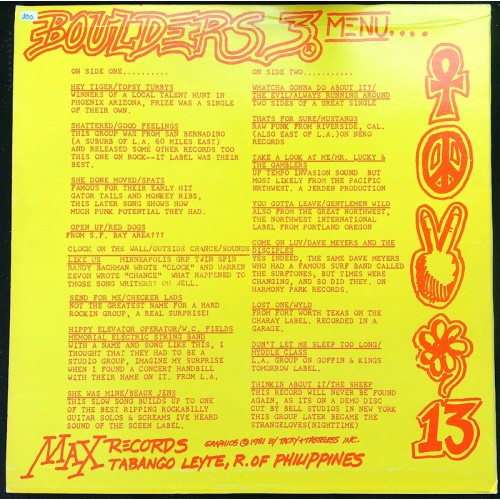 200
BOULDERS 3. MENU....
ON SIDE ONE..........
HEY TIGER/TOPSY TURBYS
WINNERS OF A LOCAL TALENT HUNT IN
PHOENIX ARIZONA, PRIZE WAS A SINGLE
OF THEIR OWN.
SHATTERED/GOOD FEELINGS
THIS GROUP WAS FROM SAN BERNADINO
(A SUBURB OF L.A. 60 MILES EAST)
AND RELEASED SOME OTHER RECORDS TOO
THIS ONE ON ROCK--IT LABEL WAS THEIR
BEST.
SHE DONE MOVED/SPATS
FAMOUS FOR THEIR EARLY HIT
GATOR TAILS AND MONKEY RIBS,
THIS LATER SONG SHOWS HOW
MUCH PUNK POTENTIAL THEY HAD.
OPEN UP/RED DOGS
FROM S.F. BAY AREA???
CLOCK ON THE WALL/OUTSIDE CHANCE/SOUNDS
LIKE US MINNEAPOLIS GRP TWIN SPIN
RANDY BACHMAN WROTE "CLOCK" AND WARREN
ZEVON WROTE "CHANCE" WHAT HAPPENED TO
THOSE SONG WRITERS? OH WELL.
SEND FOR ME/CHECKER LADS
NOT THE GREATEST NAME FOR A HARD
ROCKIN GROUP, A REAL SURPRISE!
HIPPY ELEVATOR OPERATOR/W.C. FIELDS
MEMORIAL ELECTRIC STRING BAND
WITH A NAME AND SONG LIKE THIS, I
THOUGHT THAT THEY HAD TO BE A
STUDIO GROUP, IMAGINE MY SURPRISE
WHEN I FOUND A CONCERT HANDBILL
WITH THEIR NAME ON IT. FROM L.A.
SHE WAS MINE/BEAUX JENS
THIS SLOW SONG BUILDS UP TO ONE
OF THE BEST RIPPING ROCKABILLY
GUITAR SOLOS & SCREAMS IVE HEARD
SOUND OF THE SCEEN LABEL.
ON SIDE TWO..........
WHATCHA GONNA DO ABOUT IT?/
THE EVIL/ALWAYS RUNNING AROUND
TWO SIDES OF A GREAT SINGLE
THATS FOR SURE/MUSTANGS
RAW PUNK FROM RIVERSIDE, CAL.
(ALSO EAST OF L.A.)ON NERO
RECORDS
TAKE A LOOK AT ME/MR. LUCKY &
THE GAMBLERS
UP TEMPO INVASION SOUND BUT
MOST LIKELY FROM THE PACIFIC
NORTHWEST, A JERDEN PRODUCTION
YOU GOTTA LEAVE/GENTLEMEN WILD
ALSO FROM THE GREAT NORTHWEST,
THE NORTHWEST INTERNATIONAL
LABEL FROM PORTLAND OREGON
COME ON LUV/DAVE MEYERS AND THE
DISCIPLES
YES INDEED, THE SAME DAVE MEYERS
WHO HAD A FAMOUS SURF BAND CALLED
THE SURFTONES, BUT TIMES WERE
CHANGING, AND SO DID THEY. ON
HARMONY PARK RECORDS.
LOST ONE/WYLD
FROM FORT WORTH TEXAS ON THE
CHARAY LABEL. RECORDED IN A
GARAGE.
DON'T LET ME SLEEP TOO LONG/
MYDDLE CLASS
L.A. GROUP ON GOFFIN & KINGS
TOMORROW LABEL.
THINKIN ABOUT IT/THE SHEEP
THIS RECORD WILL NEVER BE FOUND
AGAIN, AS ITS ON A DEMO DISC
CUT BY BELL STUDIOS IN NEW YORK
THIS GROUP LATER BECAME THE
STRANGELOVES(NIGHTTIME)
13
MAX RECORDS GRAPHICS © 1981 BY TACKY & TASTELESS INC.
TABANGO LEYTE, R. OF PHILIPPINES